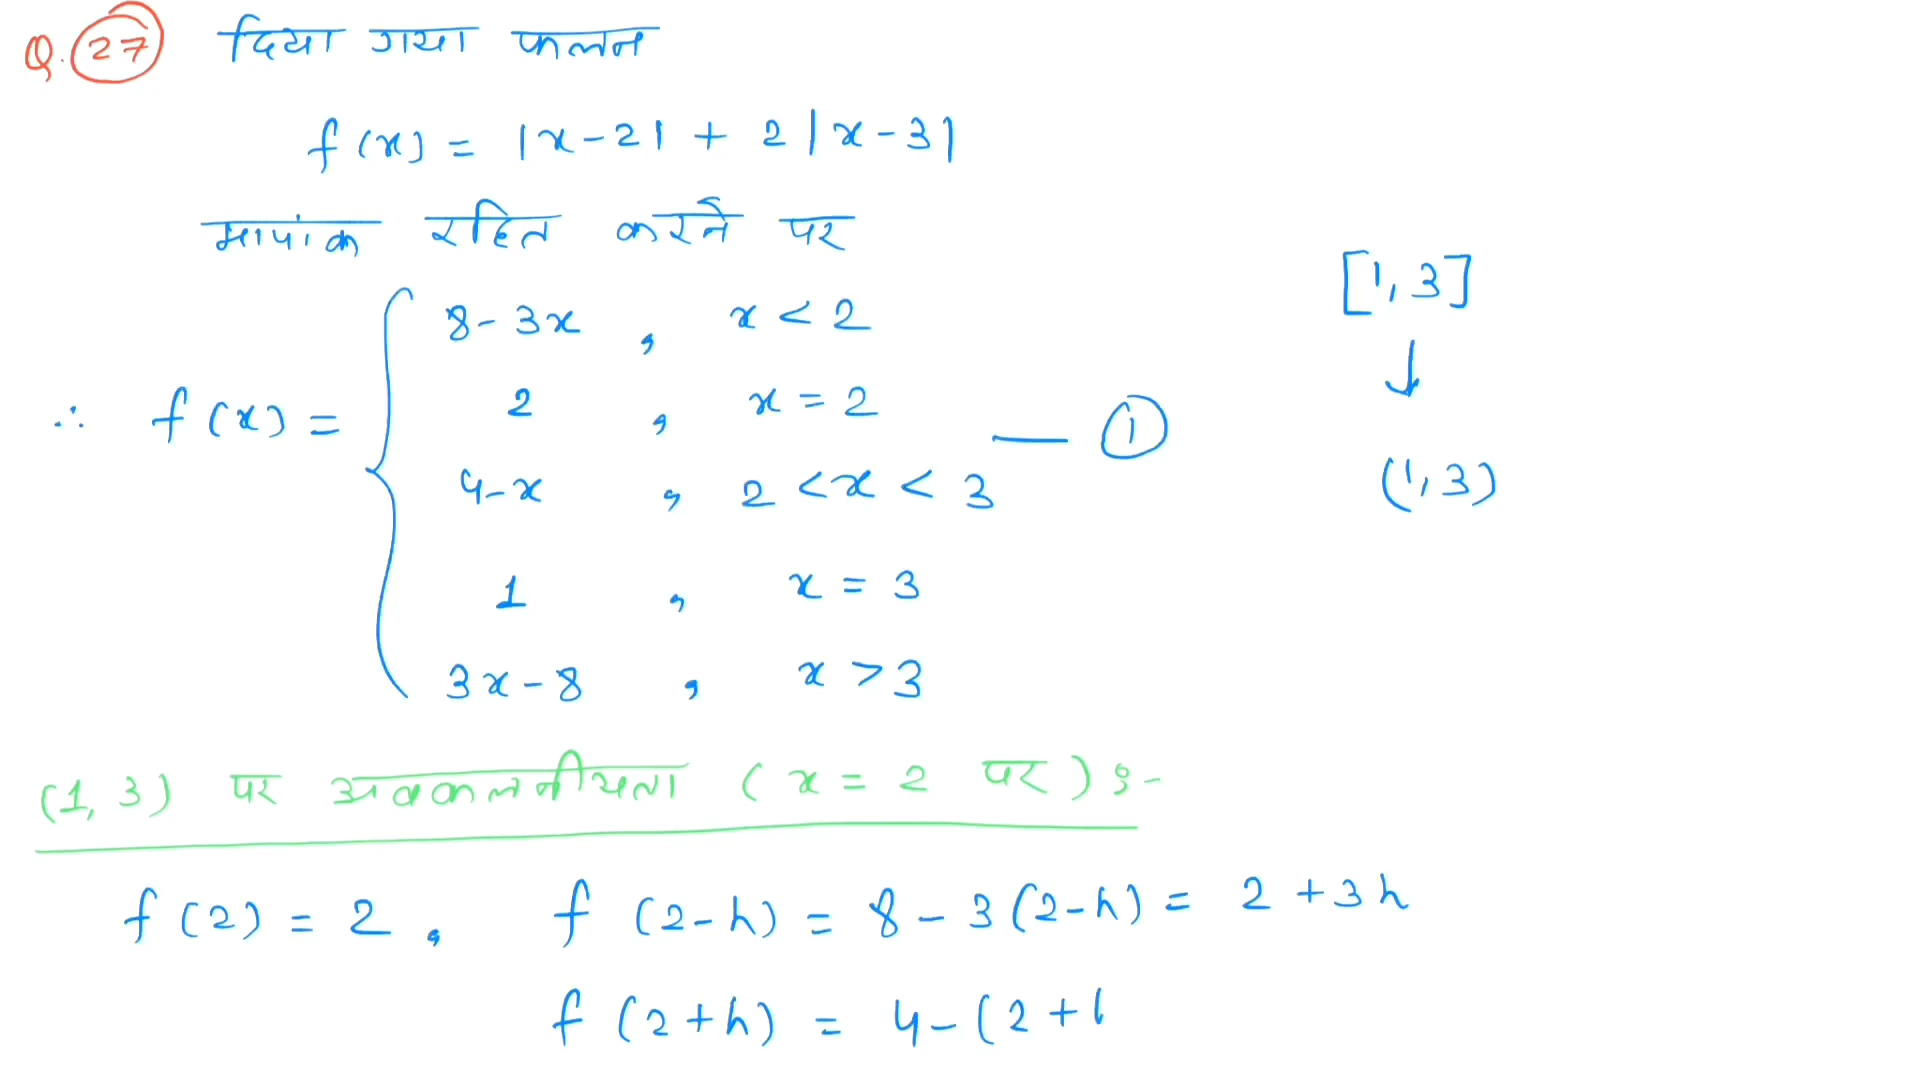 Q. 27 दिया गया फलन
f(x) = |x-2| + 2|x-3|
मापांक रहित करने पर
[1, 3]
↓
(1, 3)
8-3x , x < 2
2 , x = 2
∴ f(x) = { — ①
4-x , 2 < x < 3
1 , x = 3
3x-8 , x > 3
(1, 3) पर अवकलनीयता ( x = 2 पर ) :-
f(2) = 2 , f(2-h) = 8-3(2-h) = 2+3h
f(2+h) = 4-(2+